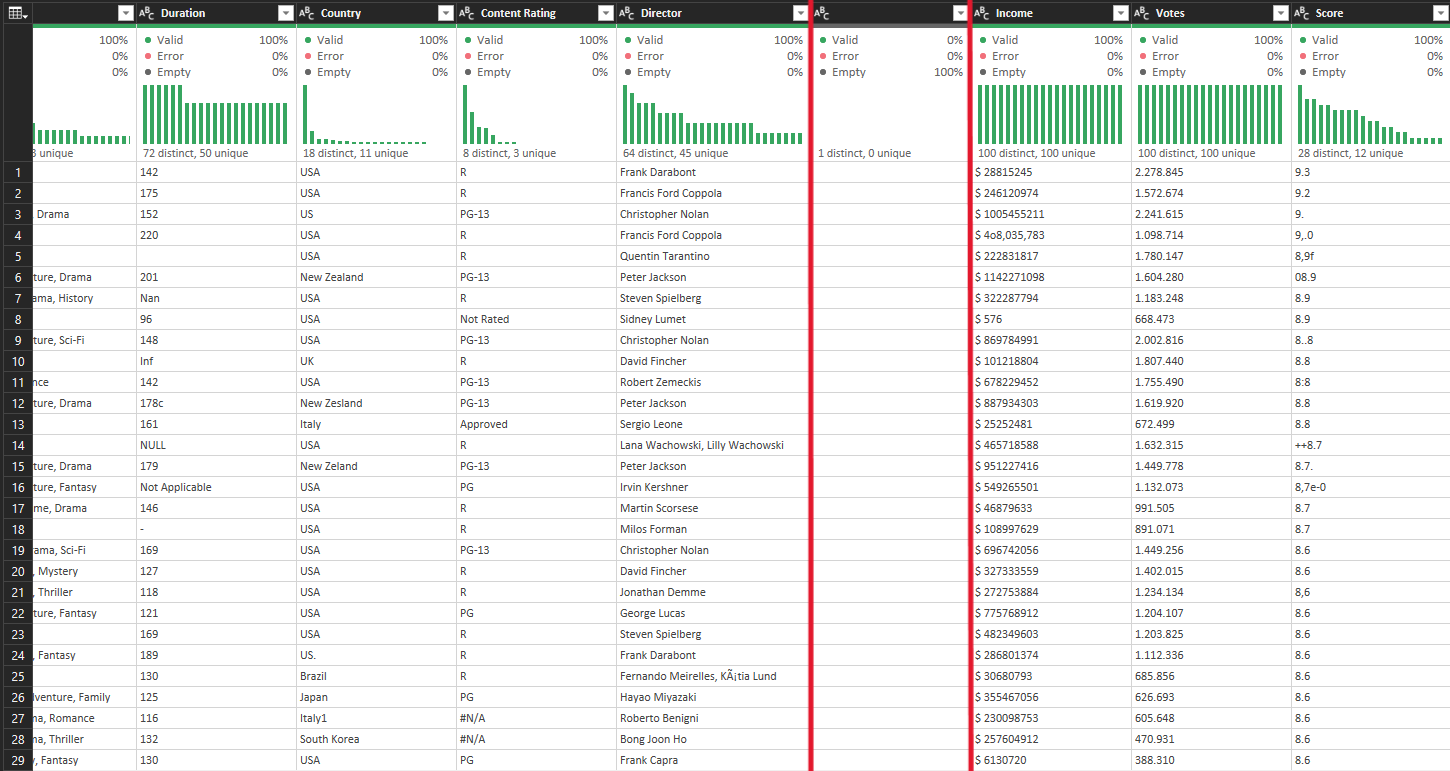 Duration Country Content Rating Director Income Votes Score
100% Valid 100% Valid 100% Valid 100% Valid 100% Valid 0% Valid 100% Valid 100% Valid 100%
0% Error 0% Error 0% Error 0% Error 0% Error 0% Error 0% Error 0% Error 0%
0% Empty 0% Empty 0% Empty 0% Empty 0% Empty 100% Empty 0% Empty 0% Empty 0%
unique 72 distinct, 50 unique 18 distinct, 11 unique 8 distinct, 3 unique 64 distinct, 45 unique 1 distinct, 0 unique 100 distinct, 100 unique 100 distinct, 100 unique 28 distinct, 12 unique
1 142 USA R Frank Darabont $ 28815245 2.278.845 9.3
2 175 USA R Francis Ford Coppola $ 246120974 1.572.674 9.2
3 , Drama 152 US PG-13 Christopher Nolan $ 1005455211 2.241.615 9.
4 220 USA R Francis Ford Coppola $ 4o8,035,783 1.098.714 9,.0
5 USA R Quentin Tarantino $ 222831817 1.780.147 8,9f
6 ture, Drama 201 New Zealand PG-13 Peter Jackson $ 1142271098 1.604.280 08.9
7 ama, History Nan USA R Steven Spielberg $ 322287794 1.183.248 8.9
8 96 USA Not Rated Sidney Lumet $ 576 668.473 8.9
9 ture, Sci-Fi 148 USA PG-13 Christopher Nolan $ 869784991 2.002.816 8..8
10 Inf UK R David Fincher $ 101218804 1.807.440 8.8
11 nce 142 USA PG-13 Robert Zemeckis $ 678229452 1.755.490 8:8
12 ture, Drama 178c New Zesland PG-13 Peter Jackson $ 887934303 1.619.920 8.8
13 161 Italy Approved Sergio Leone $ 25252481 672.499 8.8
14 NULL USA R Lana Wachowski, Lilly Wachowski $ 465718588 1.632.315 ++8.7
15 ture, Drama 179 New Zeland PG-13 Peter Jackson $ 951227416 1.449.778 8.7.
16 ture, Fantasy Not Applicable USA PG Irvin Kershner $ 549265501 1.132.073 8,7e-0
17 me, Drama 146 USA R Martin Scorsese $ 46879633 991.505 8.7
18 - USA R Milos Forman $ 108997629 891.071 8.7
19 rama, Sci-Fi 169 USA PG-13 Christopher Nolan $ 696742056 1.449.256 8.6
20 , Mystery 127 USA R David Fincher $ 327333559 1.402.015 8.6
21 , Thriller 118 USA R Jonathan Demme $ 272753884 1.234.134 8,6
22 ture, Fantasy 121 USA PG George Lucas $ 775768912 1.204.107 8.6
23 169 USA R Steven Spielberg $ 482349603 1.203.825 8.6
24 , Fantasy 189 US. R Frank Darabont $ 286801374 1.112.336 8.6
25 130 Brazil R Fernando Meirelles, KÃ¡tia Lund $ 30680793 685.856 8.6
26 dventure, Family 125 Japan PG Hayao Miyazaki $ 355467056 626.693 8.6
27 ma, Romance 116 Italy1 #N/A Roberto Benigni $ 230098753 605.648 8.6
28 ma, Thriller 132 South Korea #N/A Bong Joon Ho $ 257604912 470.931 8.6
29 , Fantasy 130 USA PG Frank Capra $ 6130720 388.310 8.6